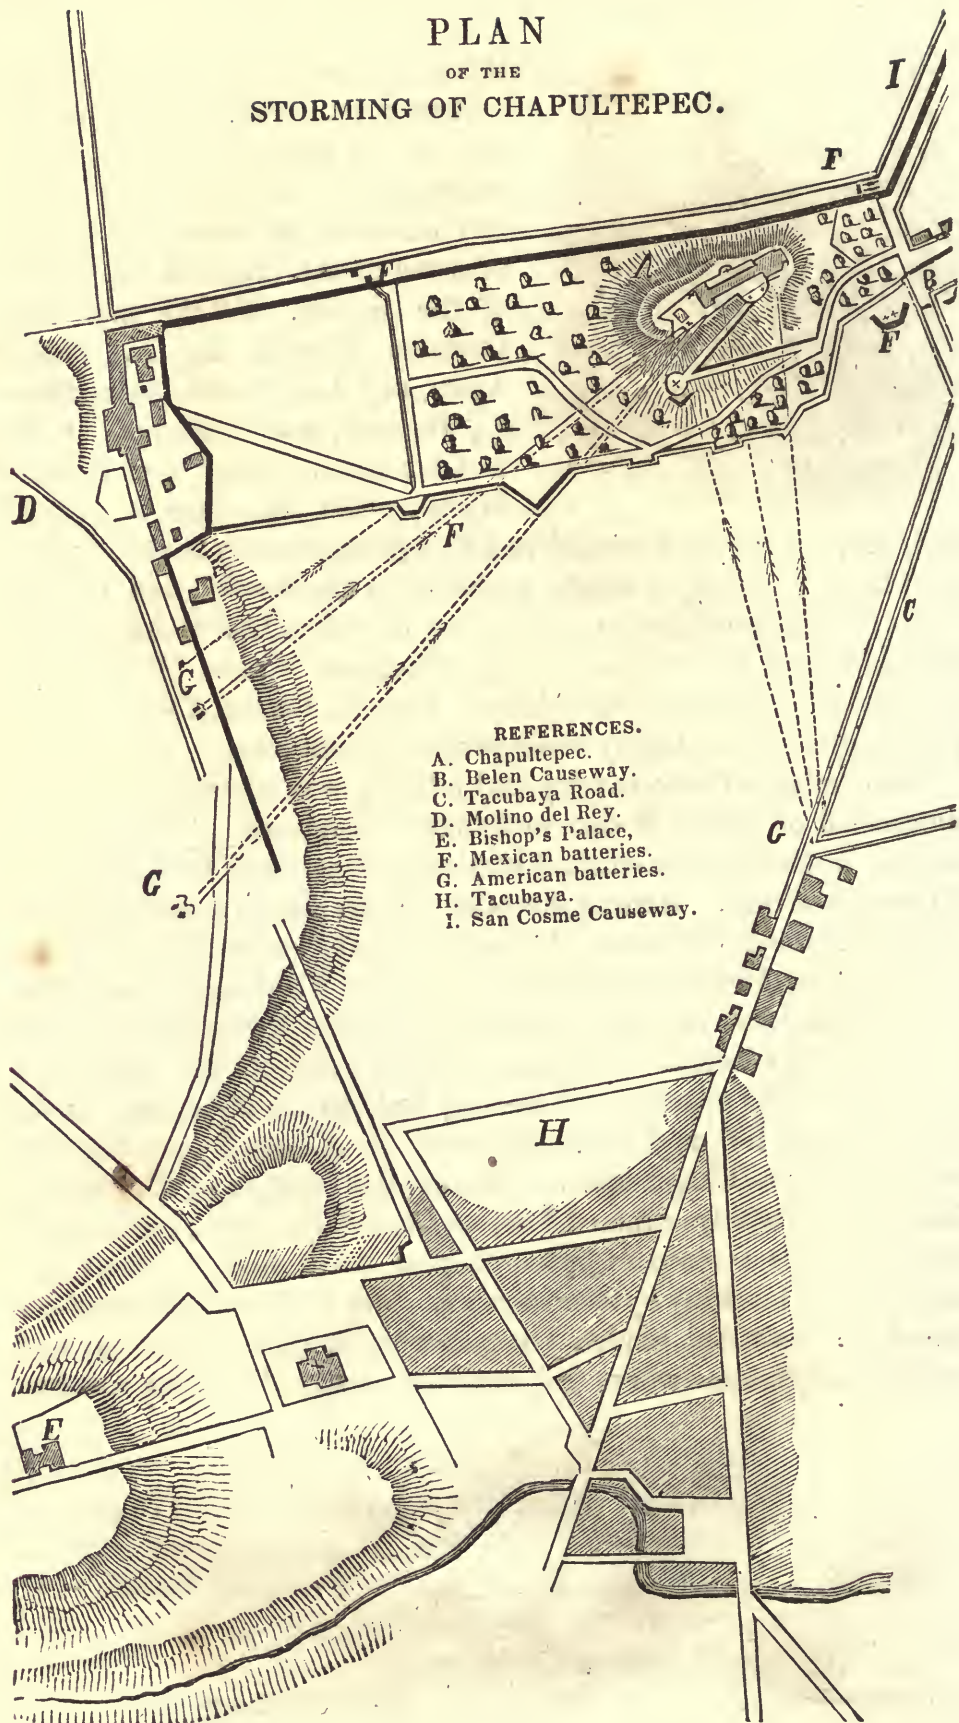 PLAN
OF THE
STORMING OF CHAPULTEPEC.
I
F
F
B
F
D
F
C
G
REFERENCES.
A. Chapultepec.
B. Belen Causeway.
C. Tacubaya Road.
D. Molino del Rey.
E. Bishop's Palace,
F. Mexican batteries.
G. American batteries.
H. Tacubaya.
I. San Cosme Causeway.
G
G
H
E